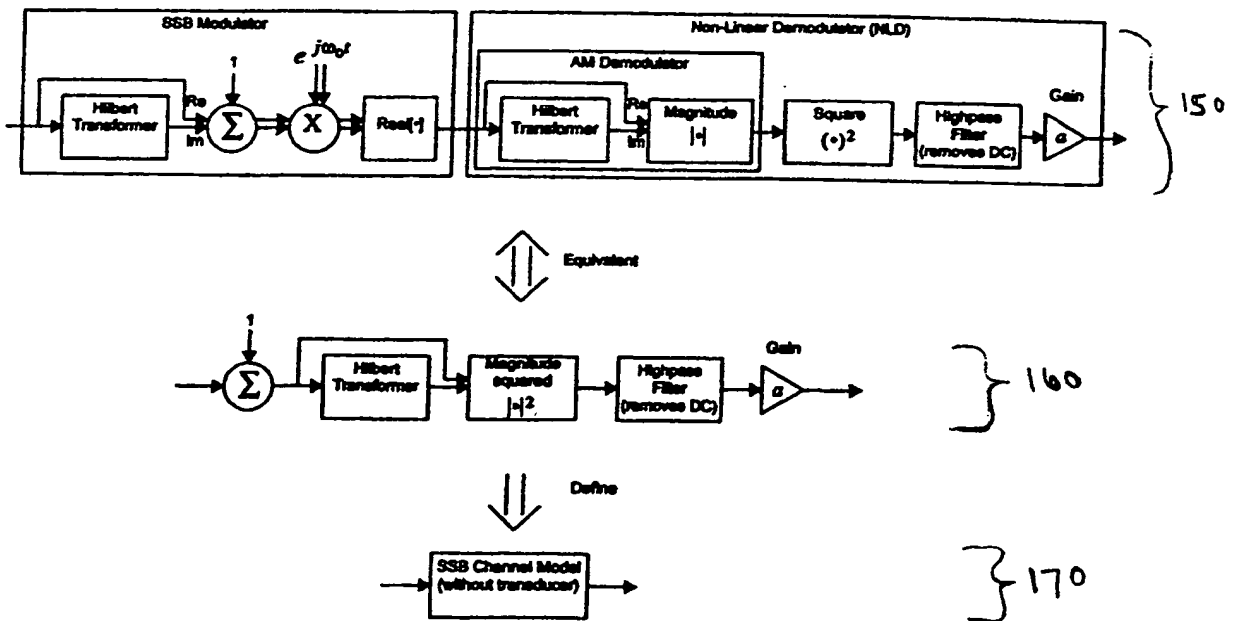 SSB Modulator
Non-Linear Demodulator (NLD)
AM Demodulator
1
e^{jω₀t}
Hilbert
Transformer
Re
Im
Σ
X
Real[•]
Hilbert
Transformer
Re
Im
Magnitude
|•|
Square
(•)²
Highpass
Filter
(removes DC)
Gain
a
150
Equivalent
1
Σ
Hilbert
Transformer
Magnitude
squared
|•|²
Highpass
Filter
(removes DC)
Gain
a
160
Define
SSB Channel Model
(without transducer)
170